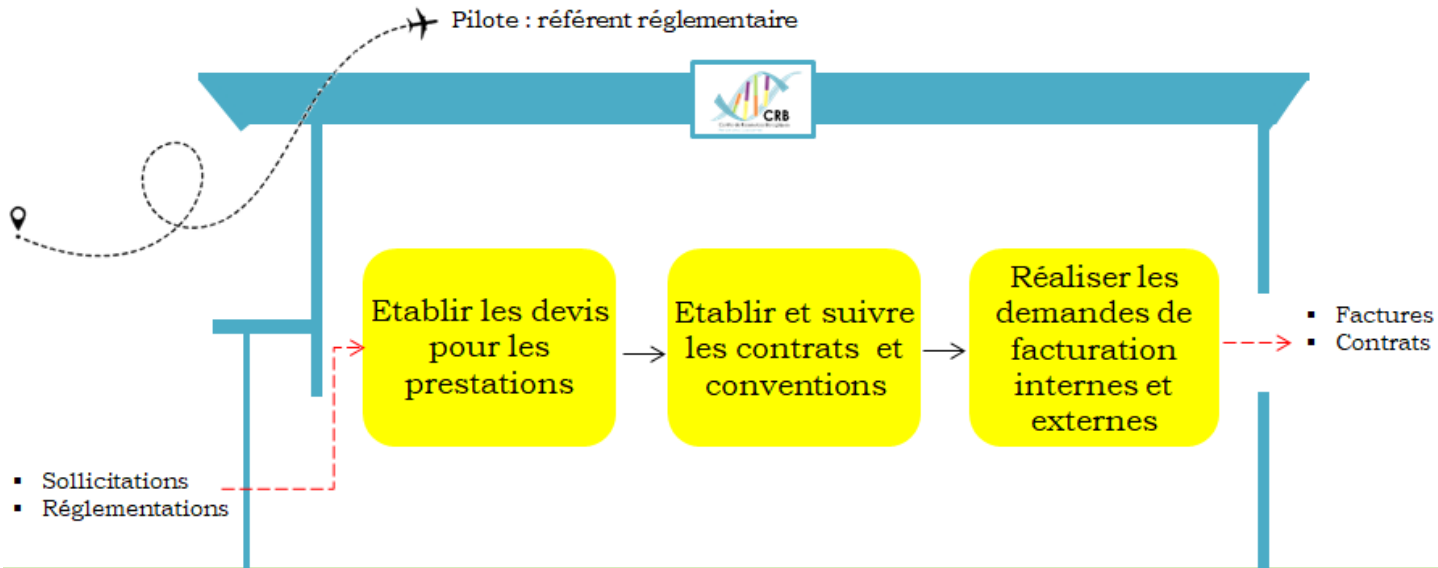 Pilote : référent réglementaire
CRB
Etablir les devis
pour les
prestations
Etablir et suivre
les contrats et
conventions
Réaliser les
demandes de
facturation
internes et
externes
▪ Factures
▪ Contrats
▪ Sollicitations
▪ Réglementations